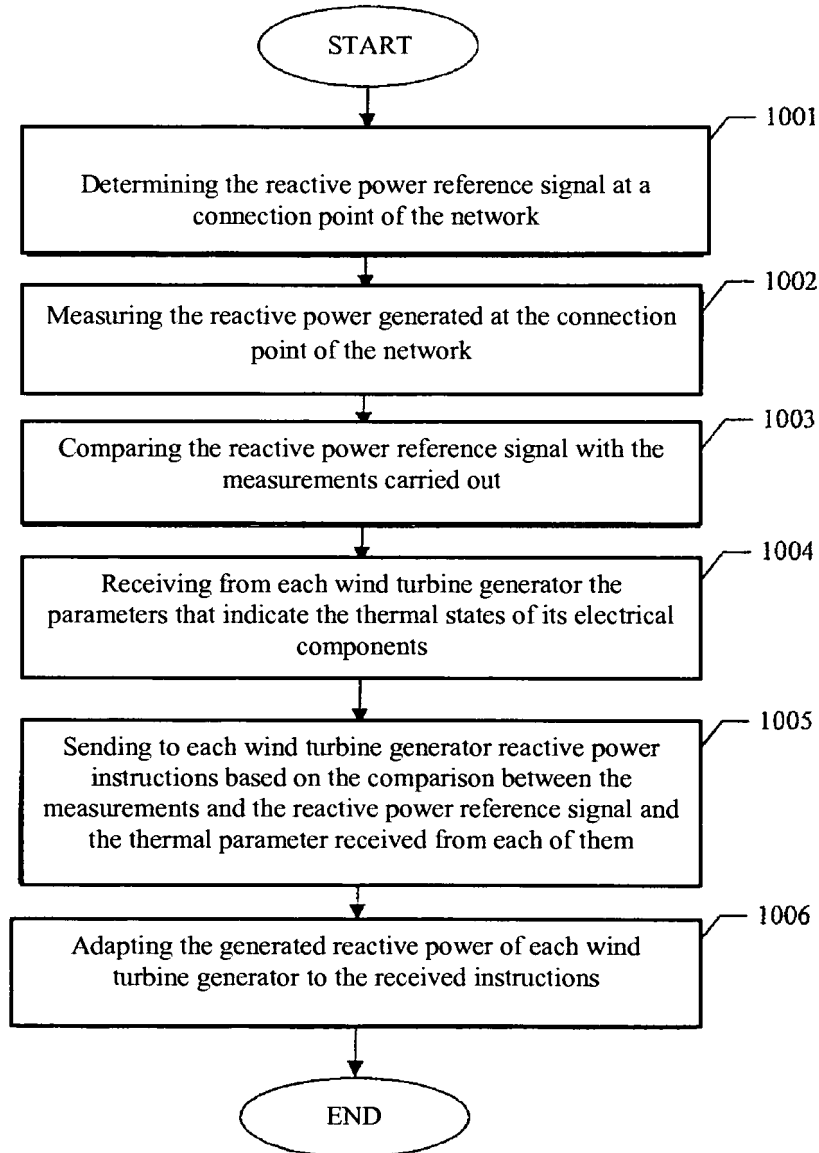 START
1001
Determining the reactive power reference signal at a
connection point of the network
1002
Measuring the reactive power generated at the connection
point of the network
1003
Comparing the reactive power reference signal with the
measurements carried out
1004
Receiving from each wind turbine generator the
parameters that indicate the thermal states of its electrical
components
1005
Sending to each wind turbine generator reactive power
instructions based on the comparison between the
measurements and the reactive power reference signal and
the thermal parameter received from each of them
1006
Adapting the generated reactive power of each wind
turbine generator to the received instructions
END